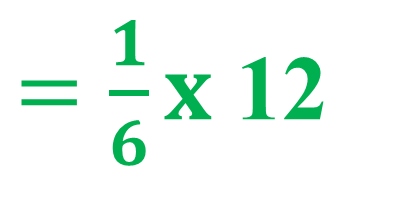 = 1/6 x 12